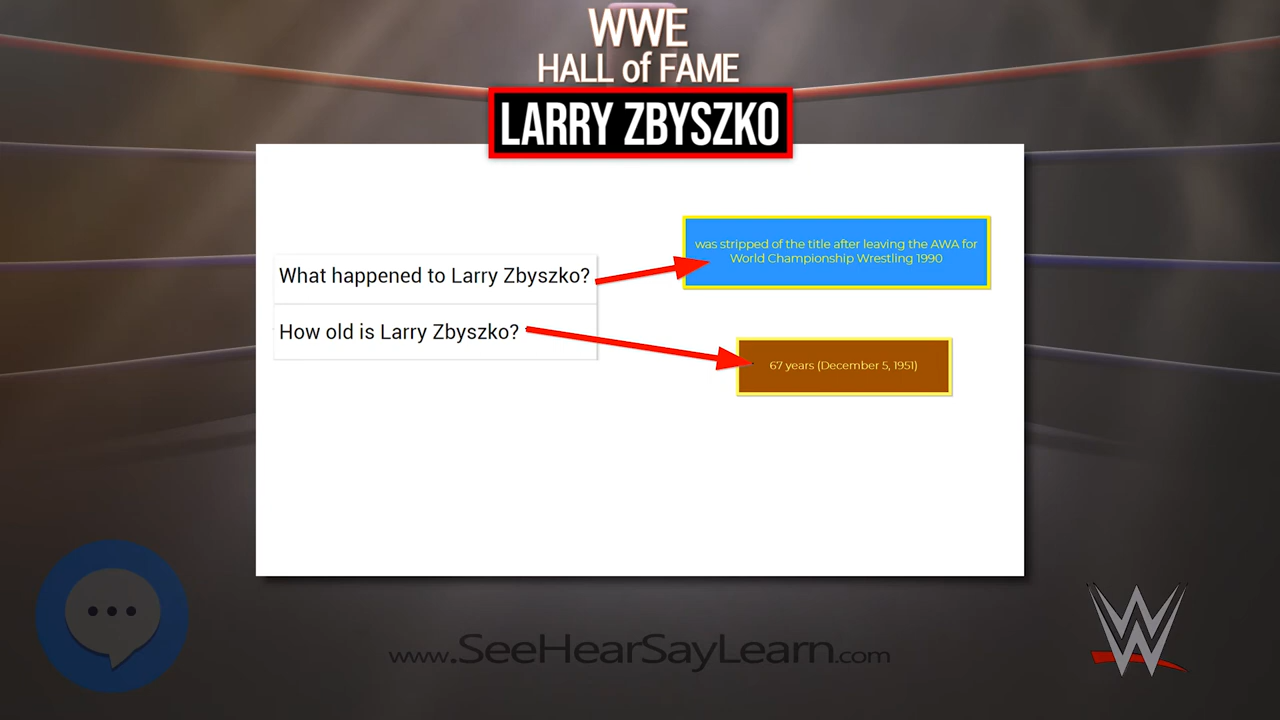 WWE
HALL of FAME
LARRY ZBYSZKO
What happened to Larry Zbyszko?
was stripped of the title after leaving the AWA for
World Championship Wrestling 1990
How old is Larry Zbyszko?
67 years (December 5, 1951)
www.SeeHearSayLearn.com
W